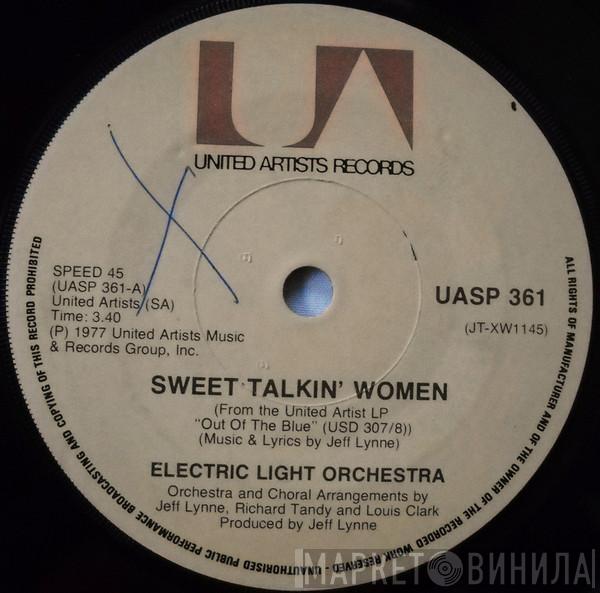 UA
UNITED ARTISTS RECORDS
SPEED 45
(UASP 361-A)
United Artists (SA)
Time: 3.40
(P) 1977 United Artists Music
& Records Group, Inc.
UASP 361
(JT-XW1145)
SWEET TALKIN' WOMEN
(From the United Artist LP
"Out Of The Blue" (USD 307/8))
(Music & Lyrics by Jeff Lynne)
ELECTRIC LIGHT ORCHESTRA
Orchestra and Choral Arrangements by
Jeff Lynne, Richard Tandy and Louis Clark
Produced by Jeff Lynne
ALL RIGHTS OF MANUFACTURER AND OF THE OWNER OF THE RECORDED WORK RESERVED - UNAUTHORISED PUBLIC PERFORMANCE BROADCASTING AND COPYING OF THIS RECORD PROHIBITED
МАРКЕТ ВИНИЛА